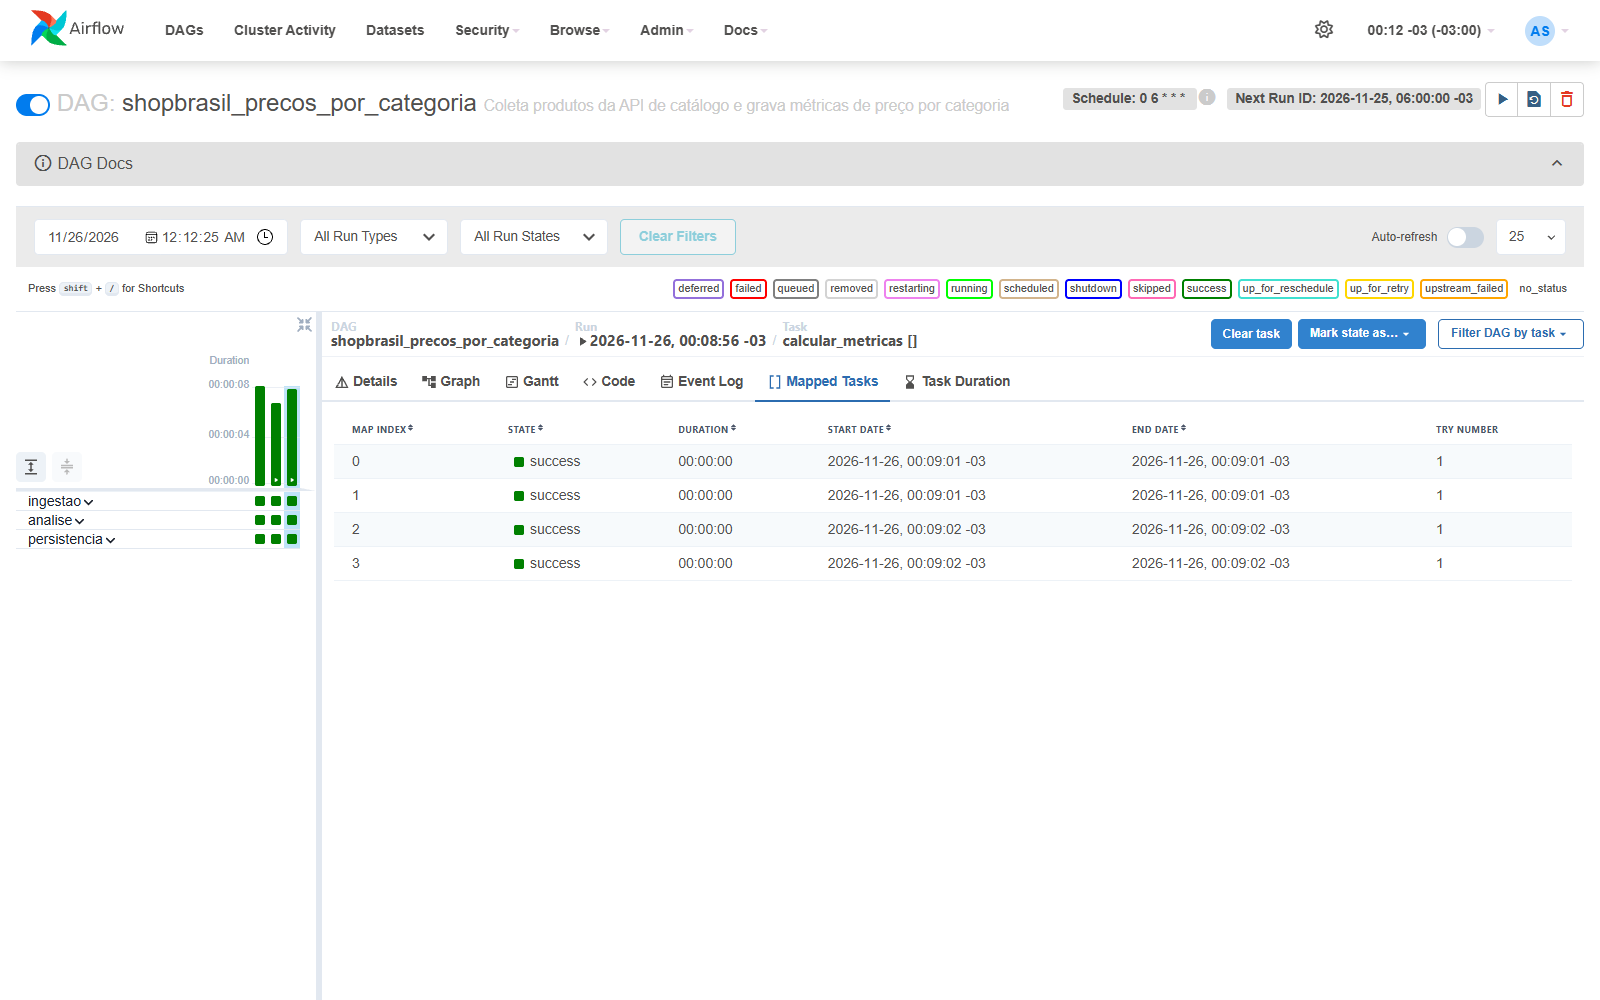 Airflow DAGs Cluster Activity Datasets Security Browse Admin Docs 00:12 -03 (-03:00) AS
DAG: shopbrasil_precos_por_categoria Coleta produtos da API de catálogo e grava métricas de preço por categoria Schedule: 0 6 * * * i Next Run ID: 2026-11-25, 06:00:00 -03
DAG Docs
11/26/2026 12:12:25 AM All Run Types All Run States Clear Filters Auto-refresh 25
Press shift + / for Shortcuts deferred failed queued removed restarting running scheduled shutdown skipped success up_for_reschedule up_for_retry upstream_failed no_status
DAG Run Task
shopbrasil_precos_por_categoria / 2026-11-26, 00:08:56 -03 / calcular_metricas [] Clear task Mark state as... Filter DAG by task
Duration
00:00:08
00:00:04
00:00:00
ingestao
analise
persistencia
Details Graph Gantt Code Event Log [] Mapped Tasks Task Duration
MAP INDEX STATE DURATION START DATE END DATE TRY NUMBER
0 success 00:00:00 2026-11-26, 00:09:01 -03 2026-11-26, 00:09:01 -03 1
1 success 00:00:00 2026-11-26, 00:09:01 -03 2026-11-26, 00:09:01 -03 1
2 success 00:00:00 2026-11-26, 00:09:02 -03 2026-11-26, 00:09:02 -03 1
3 success 00:00:00 2026-11-26, 00:09:02 -03 2026-11-26, 00:09:02 -03 1